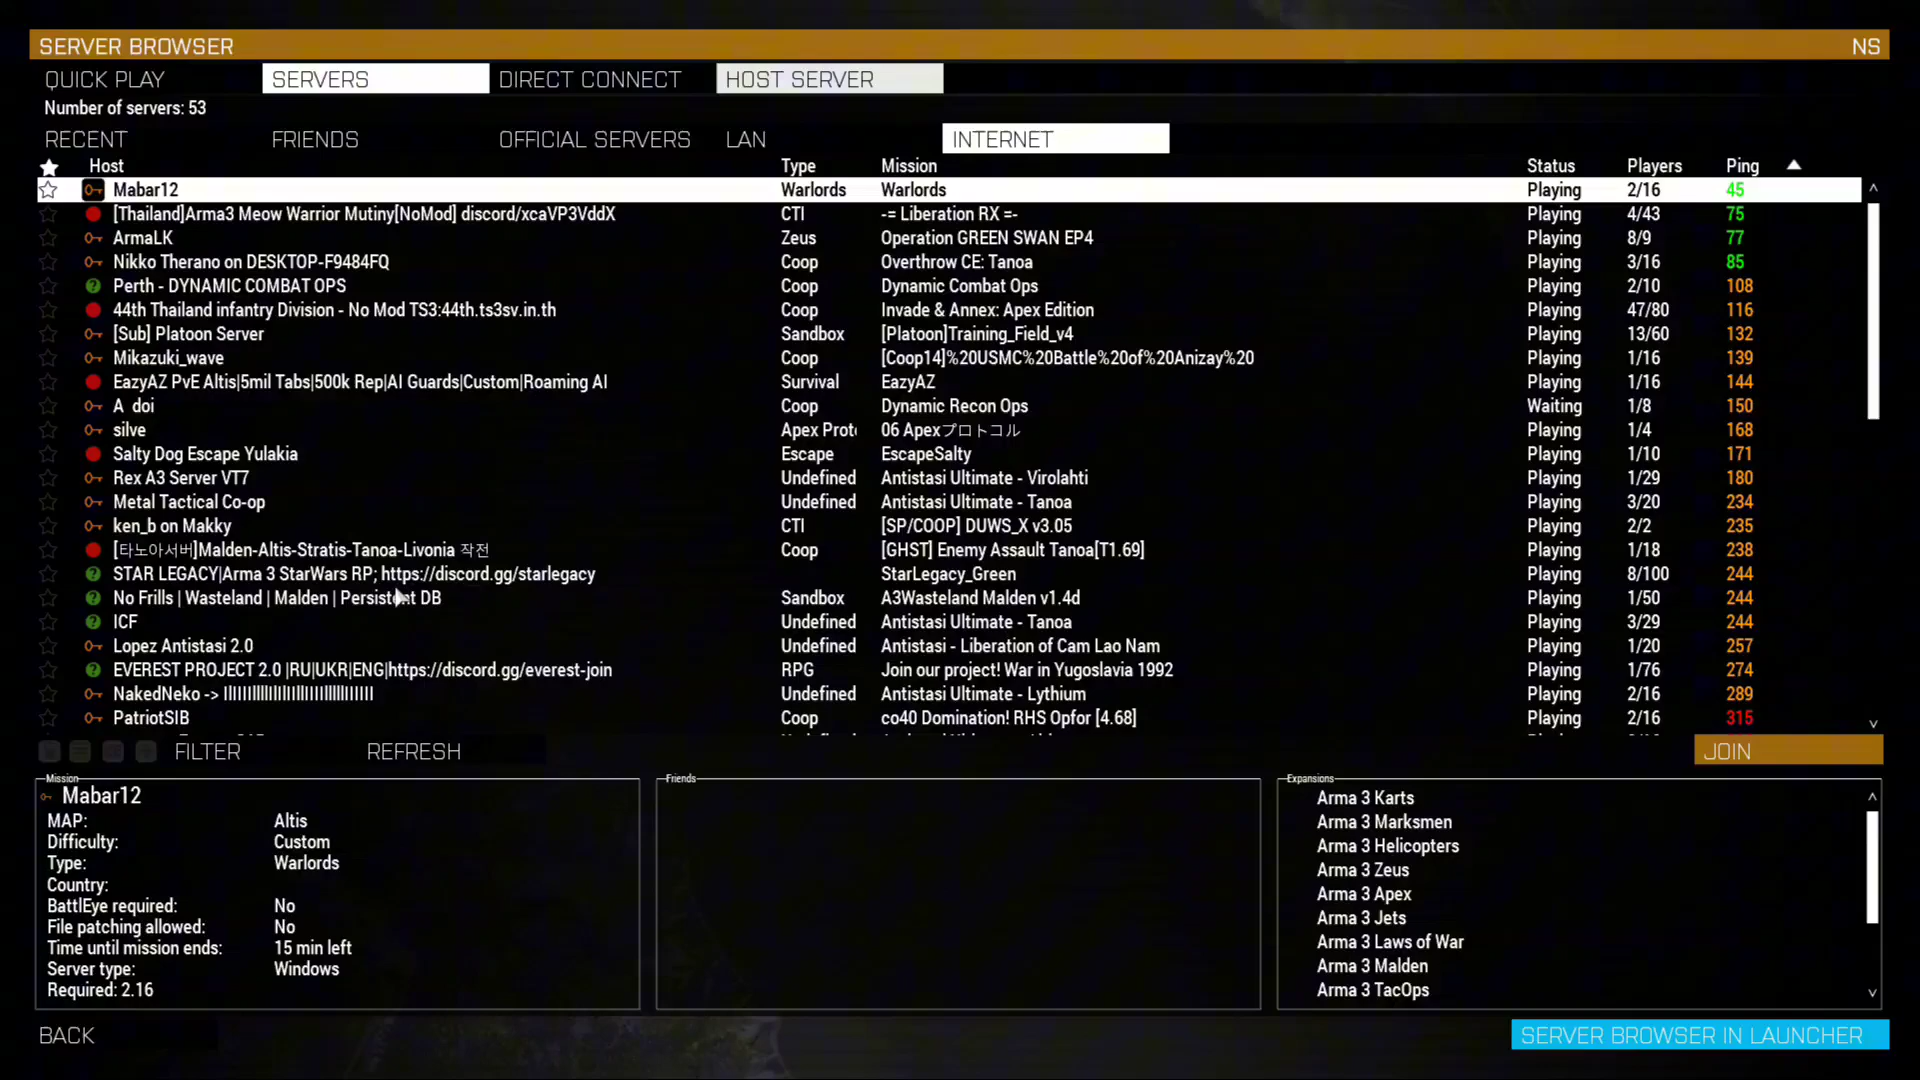 SERVER BROWSER NS
QUICK PLAY SERVERS DIRECT CONNECT HOST SERVER
Number of servers: 53
RECENT FRIENDS OFFICIAL SERVERS LAN INTERNET
Host Type Mission Status Players Ping
Mabar12 Warlords Warlords Playing 2/16 45
[Thailand]Arma3 Meow Warrior Mutiny[NoMod] discord/xcaVP3VddX CTI -= Liberation RX =- Playing 4/43 75
ArmaLK Zeus Operation GREEN SWAN EP4 Playing 8/9 77
Nikko Therano on DESKTOP-F9484FQ Coop Overthrow CE: Tanoa Playing 3/16 85
Perth - DYNAMIC COMBAT OPS Coop Dynamic Combat Ops Playing 2/10 108
44th Thailand infantry Division - No Mod TS3:44th.ts3sv.in.th Coop Invade & Annex: Apex Edition Playing 47/80 116
[Sub] Platoon Server Sandbox [Platoon]Training_Field_v4 Playing 13/60 132
Mikazuki_wave Coop [Coop14]%20USMC%20Battle%20of%20Anizay%20 Playing 1/16 139
EazyAZ PvE Altis|5mil Tabs|500k Rep|AI Guards|Custom|Roaming AI Survival EazyAZ Playing 1/16 144
A doi Coop Dynamic Recon Ops Waiting 1/8 150
silve Apex Prot 06 Apexプロトコル Playing 1/4 168
Salty Dog Escape Yulakia Escape EscapeSalty Playing 1/10 171
Rex A3 Server VT7 Undefined Antistasi Ultimate - Virolahti Playing 1/29 180
Metal Tactical Co-op Undefined Antistasi Ultimate - Tanoa Playing 3/20 234
ken_b on Makky CTI [SP/COOP] DUWS_X v3.05 Playing 2/2 235
[타노아서버]Malden-Altis-Stratis-Tanoa-Livonia 작전 Coop [GHST] Enemy Assault Tanoa[T1.69] Playing 1/18 238
STAR LEGACY|Arma 3 StarWars RP; https://discord.gg/starlegacy StarLegacy_Green Playing 8/100 244
No Frills | Wasteland | Malden | Persistent DB Sandbox A3Wasteland Malden v1.4d Playing 1/50 244
ICF Undefined Antistasi Ultimate - Tanoa Playing 3/29 244
Lopez Antistasi 2.0 Undefined Antistasi - Liberation of Cam Lao Nam Playing 1/20 257
EVEREST PROJECT 2.0 |RU|UKR|ENG|https://discord.gg/everest-join RPG Join our project! War in Yugoslavia 1992 Playing 1/76 274
NakedNeko -> Undefined Antistasi Ultimate - Lythium Playing 2/16 289
PatriotSIB Coop co40 Domination! RHS Opfor [4.68] Playing 2/16 315
FILTER REFRESH JOIN
Mission Friends Expansions
Mabar12
MAP: Altis
Difficulty: Custom
Type: Warlords
Country:
BattlEye required: No
File patching allowed: No
Time until mission ends: 15 min left
Server type: Windows
Required: 2.16
Arma 3 Karts
Arma 3 Marksmen
Arma 3 Helicopters
Arma 3 Zeus
Arma 3 Apex
Arma 3 Jets
Arma 3 Laws of War
Arma 3 Malden
Arma 3 TacOps
BACK SERVER BROWSER IN LAUNCHER